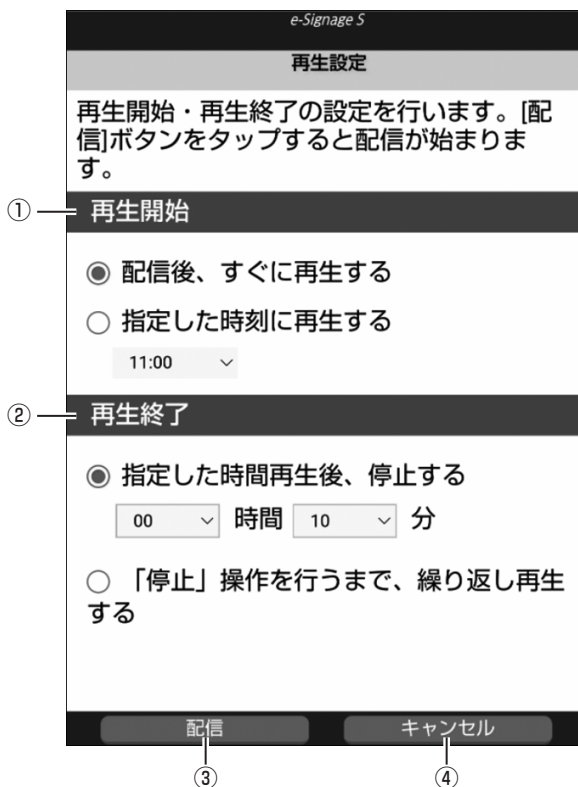 e-Signage S
再生設定
再生開始・再生終了の設定を行います。[配
信]ボタンをタップすると配信が始まりま
す。
① 再生開始
配信後、すぐに再生する
指定した時刻に再生する
11:00
② 再生終了
指定した時間再生後、停止する
00 時間 10 分
「停止」操作を行うまで、繰り返し再生
する
配信 キャンセル
③ ④